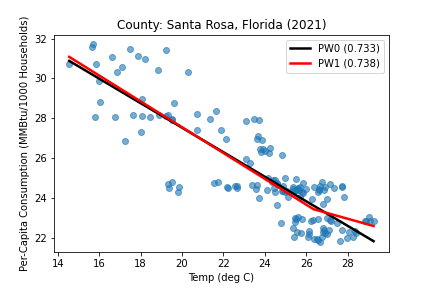 County: Santa Rosa, Florida (2021)
Per-Capita Consumption (MMBtu/1000 Households)
32
30
28
26
24
22
PW0 (0.733)
PW1 (0.738)
14 16 18 20 22 24 26 28
Temp (deg C)